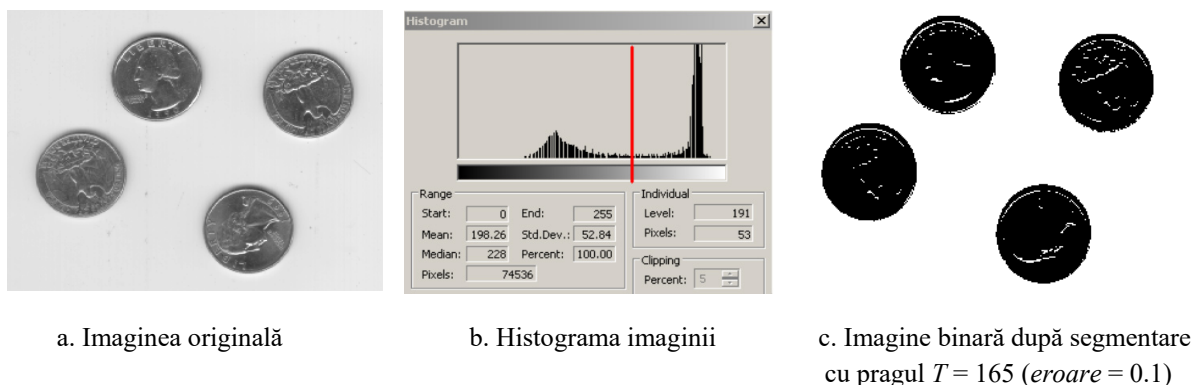 Histogram
Range
Start: 0 End: 255
Mean: 198.26 Std.Dev.: 52.84
Median: 228 Percent: 100.00
Pixels: 74536
Individual
Level: 191
Pixels: 53
Clipping
Percent: 5
LIBERTY
a. Imaginea originală
b. Histograma imaginii
c. Imagine binară după segmentare
cu pragul T = 165 (eroare = 0.1)